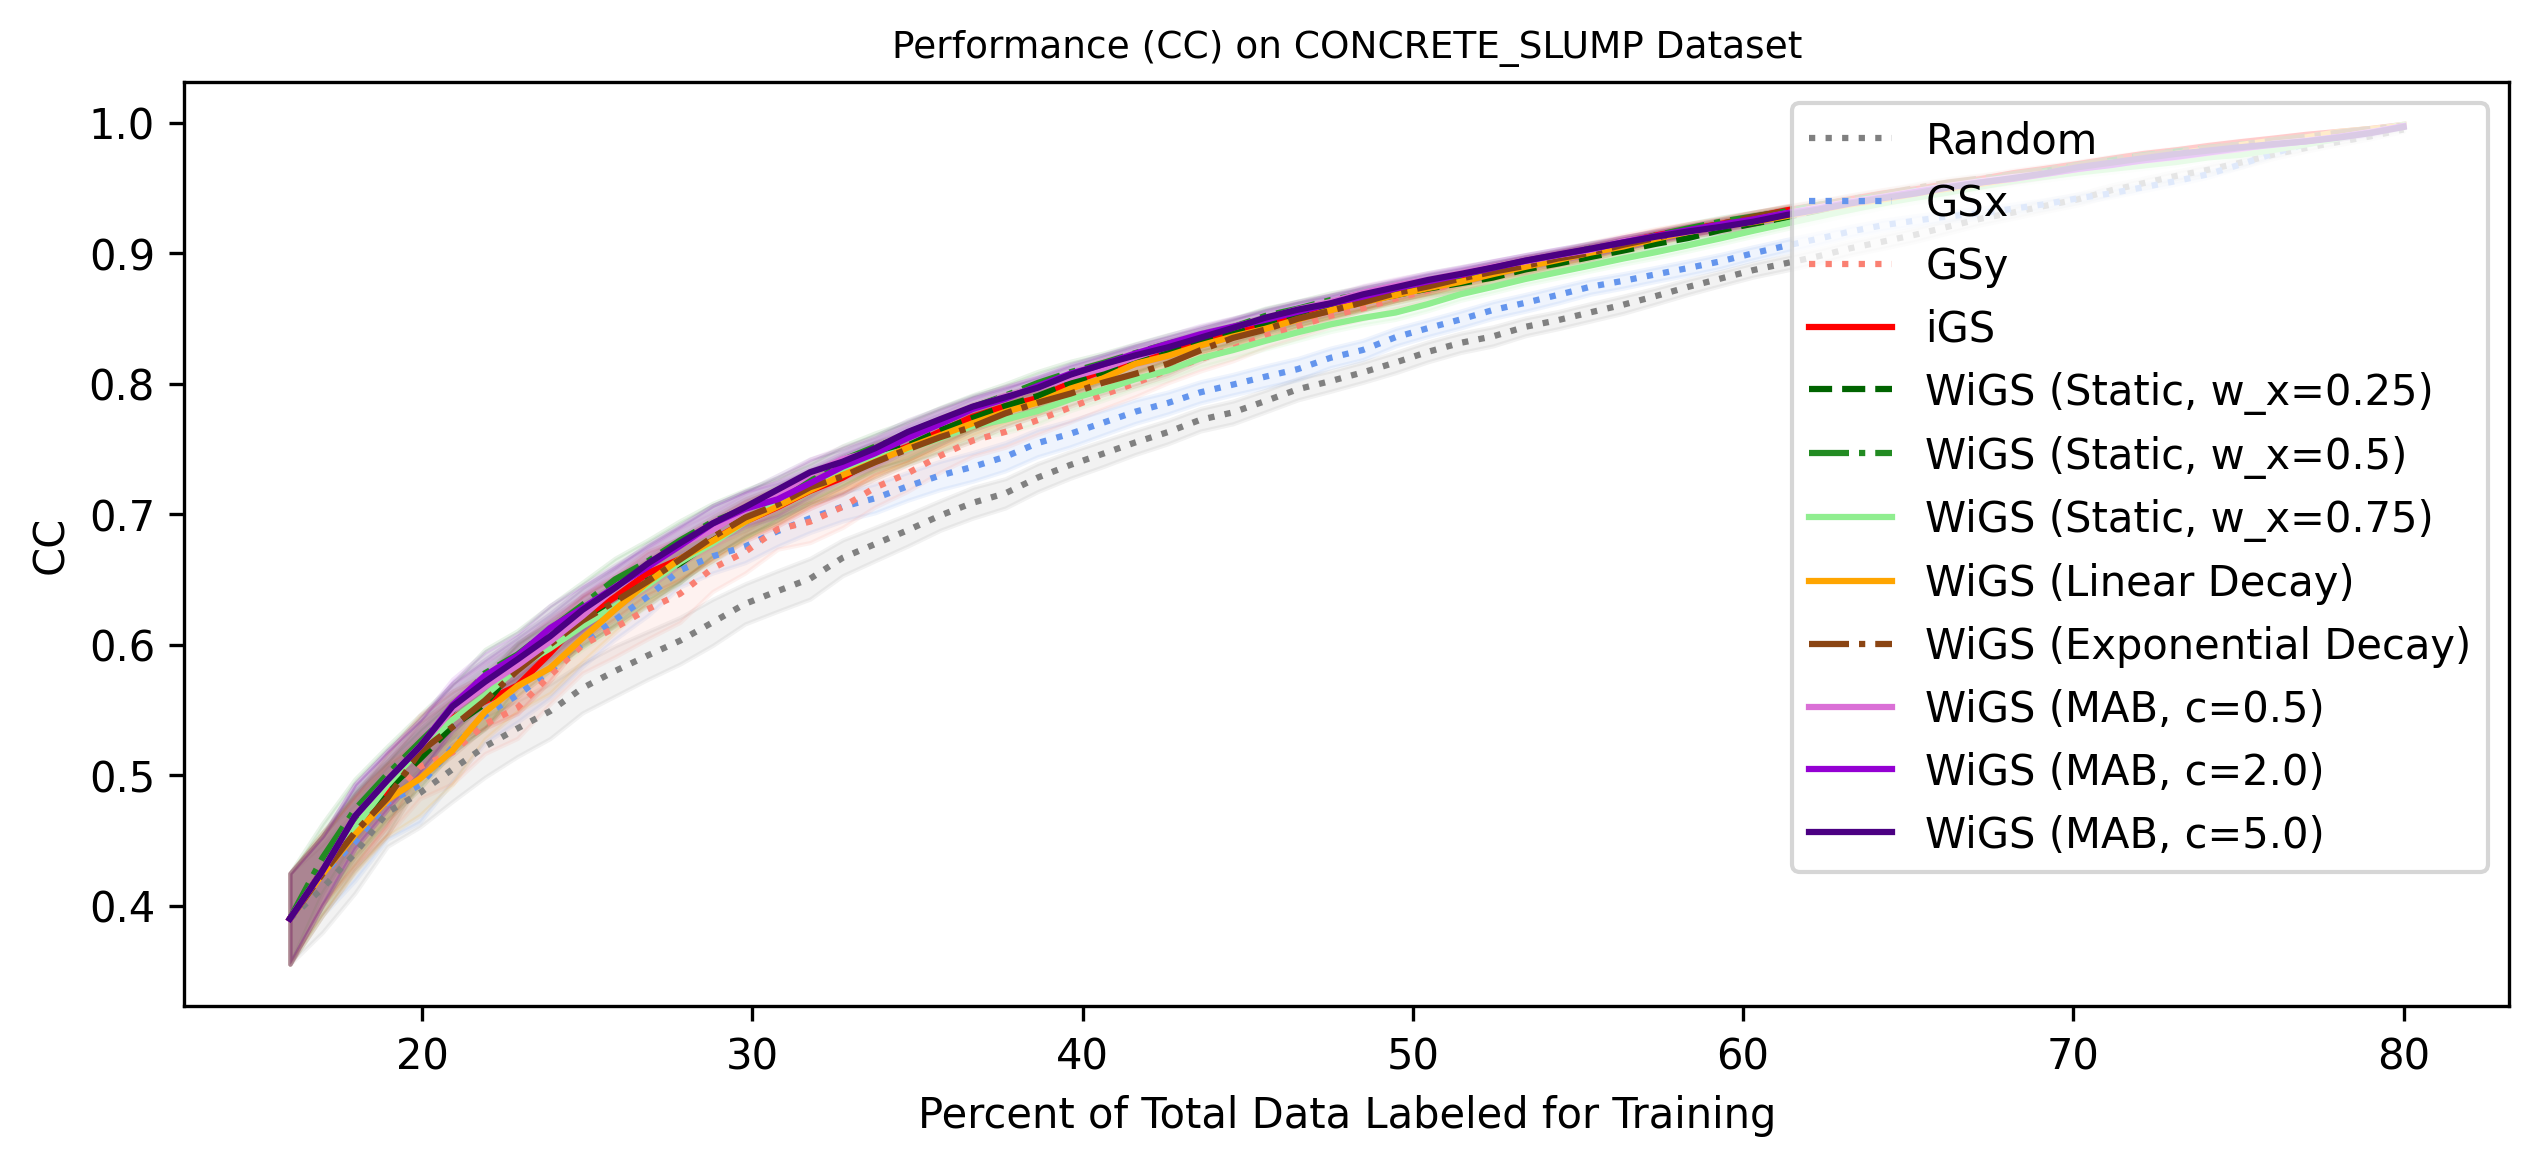 Performance (CC) on CONCRETE_SLUMP Dataset
1.0
0.9
0.8
0.7
0.6
0.5
0.4
CC
20 30 40 50 60 70 80
Percent of Total Data Labeled for Training
Random
GSx
GSy
iGS
WiGS (Static, w_x=0.25)
WiGS (Static, w_x=0.5)
WiGS (Static, w_x=0.75)
WiGS (Linear Decay)
WiGS (Exponential Decay)
WiGS (MAB, c=0.5)
WiGS (MAB, c=2.0)
WiGS (MAB, c=5.0)